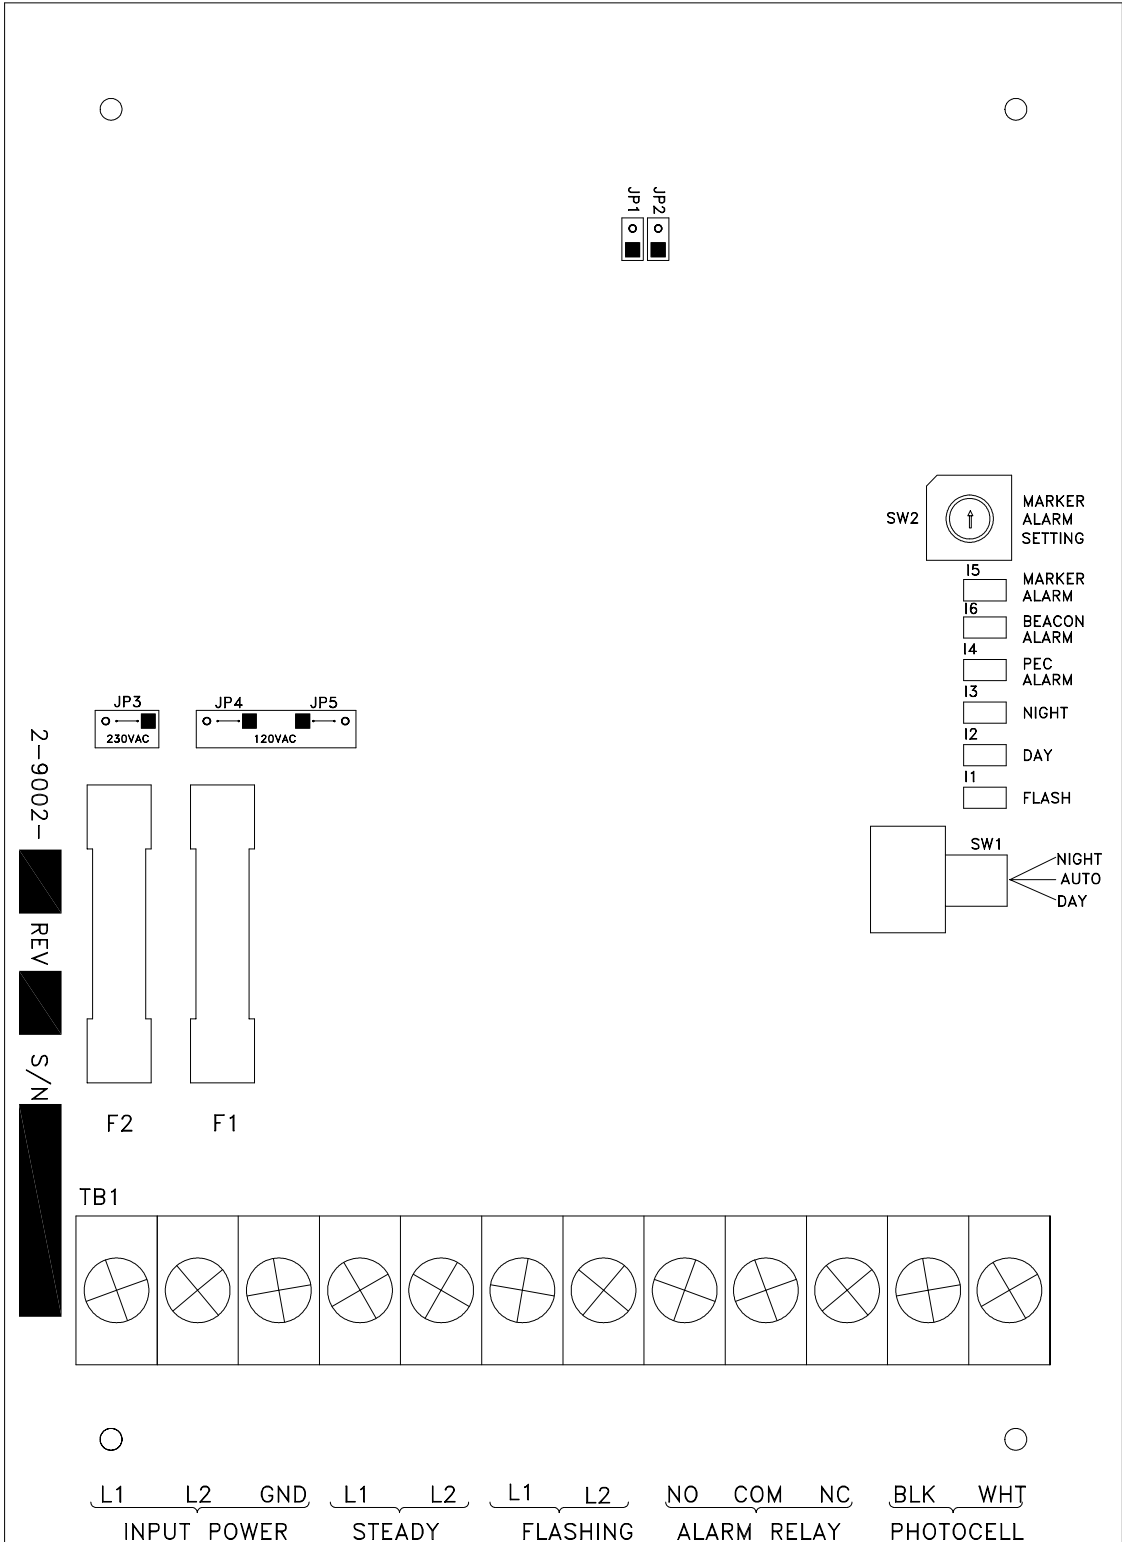 JP1
JP2
SW2
MARKER
ALARM
SETTING
I5
MARKER
ALARM
I6
BEACON
ALARM
I4
PEC
ALARM
I3
NIGHT
I2
DAY
I1
FLASH
SW1
NIGHT
AUTO
DAY
JP3
230VAC
JP4
JP5
120VAC
2-9002-
REV
S/N
F2
F1
TB1
L1 L2 GND L1 L2 L1 L2 NO COM NC BLK WHT
INPUT POWER STEADY FLASHING ALARM RELAY PHOTOCELL